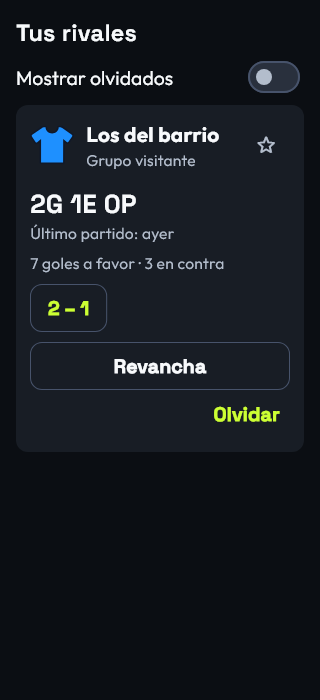 Tus rivales
Mostrar olvidados
Los del barrio
Grupo visitante
2G 1E 0P
Último partido: ayer
7 goles a favor · 3 en contra
2 – 1
Revancha
Olvidar